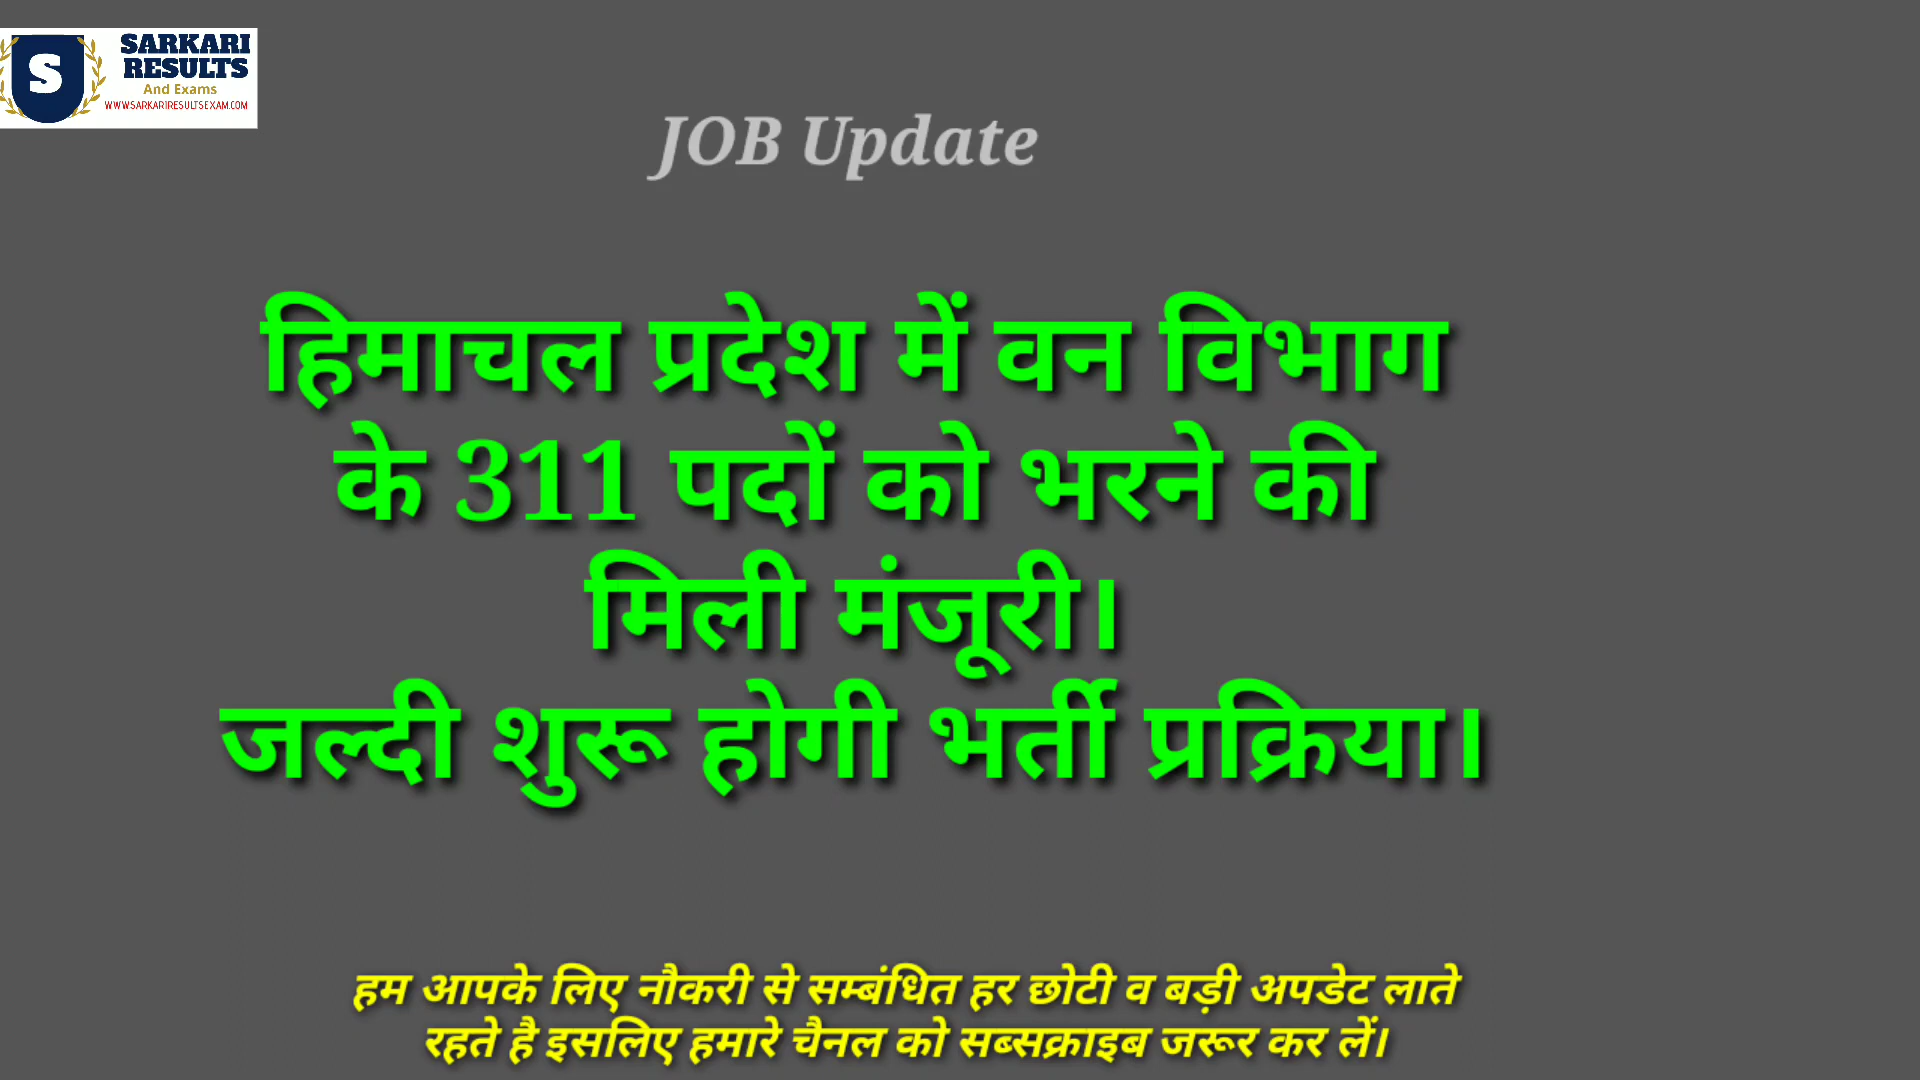 S
SARKARI
RESULTS
And Exams
WWW.SARKARIRESULTSEXAM.COM
JOB Update
हिमाचल प्रदेश में वन विभाग
के 311 पदों को भरने की
मिली मंजूरी।
जल्दी शुरू होगी भर्ती प्रक्रिया।
हम आपके लिए नौकरी से सम्बंधित हर छोटी व बड़ी अपडेट लाते
रहते है इसलिए हमारे चैनल को सब्सक्राइब जरूर कर लें।